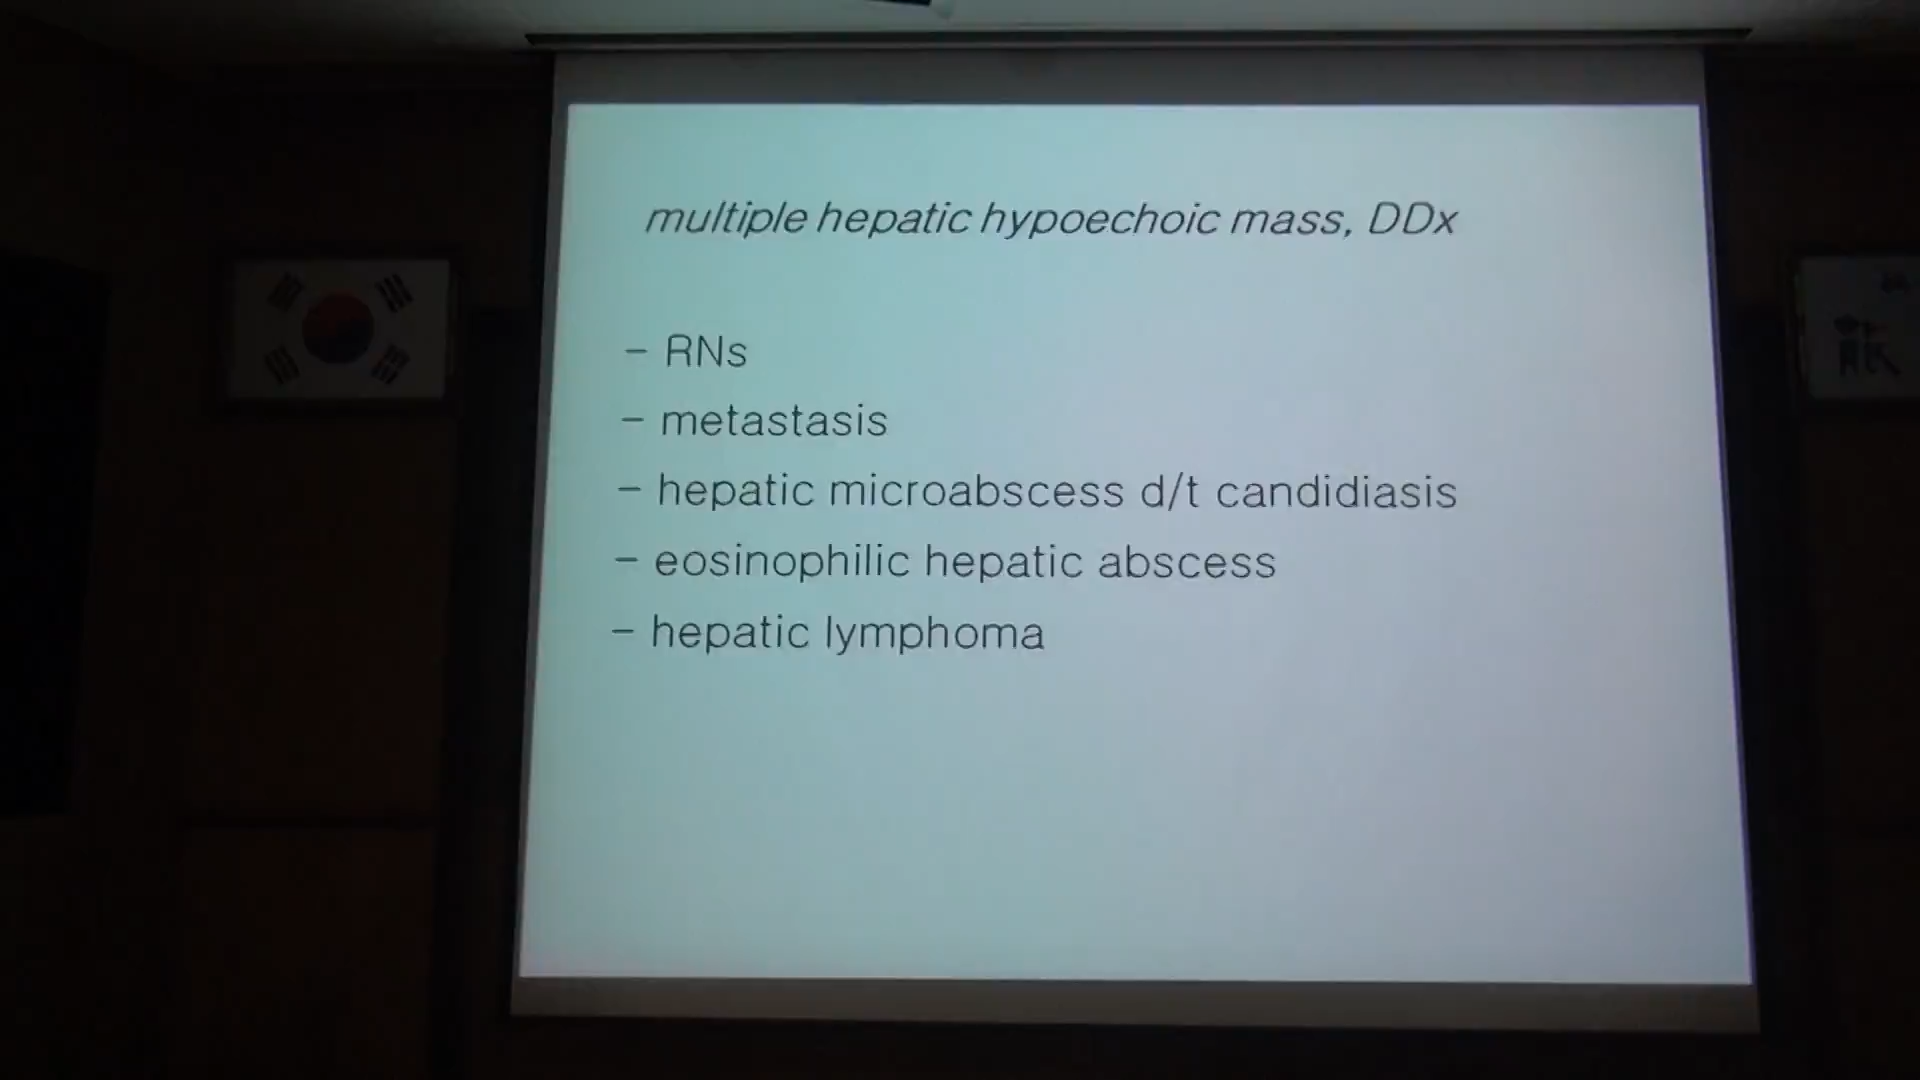 multiple hepatic hypoechoic mass, DDx
- RNs
- metastasis
- hepatic microabscess d/t candidiasis
- eosinophilic hepatic abscess
- hepatic lymphoma